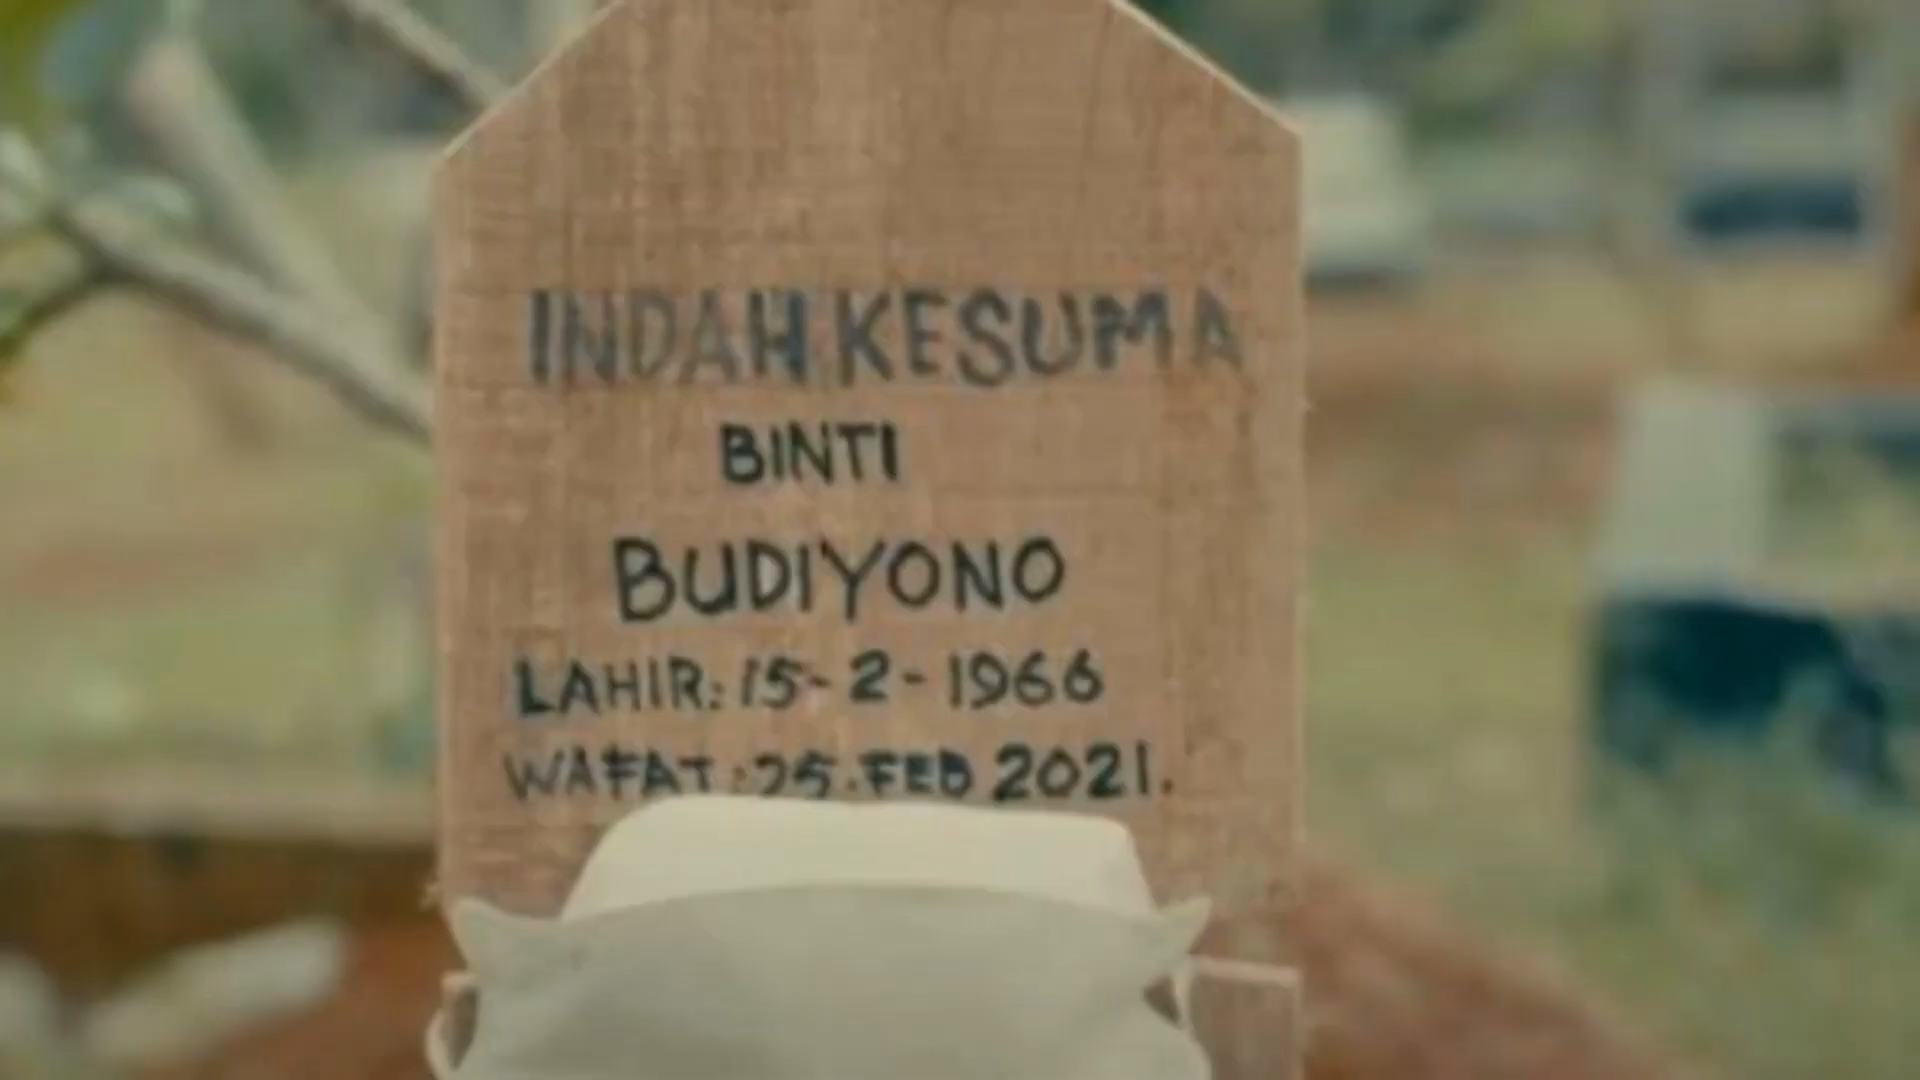 INDAH KESUMA
BINTI
BUDIYONO
LAHIR: 15-2-1966
WAFAT: 25.FEB 2021.